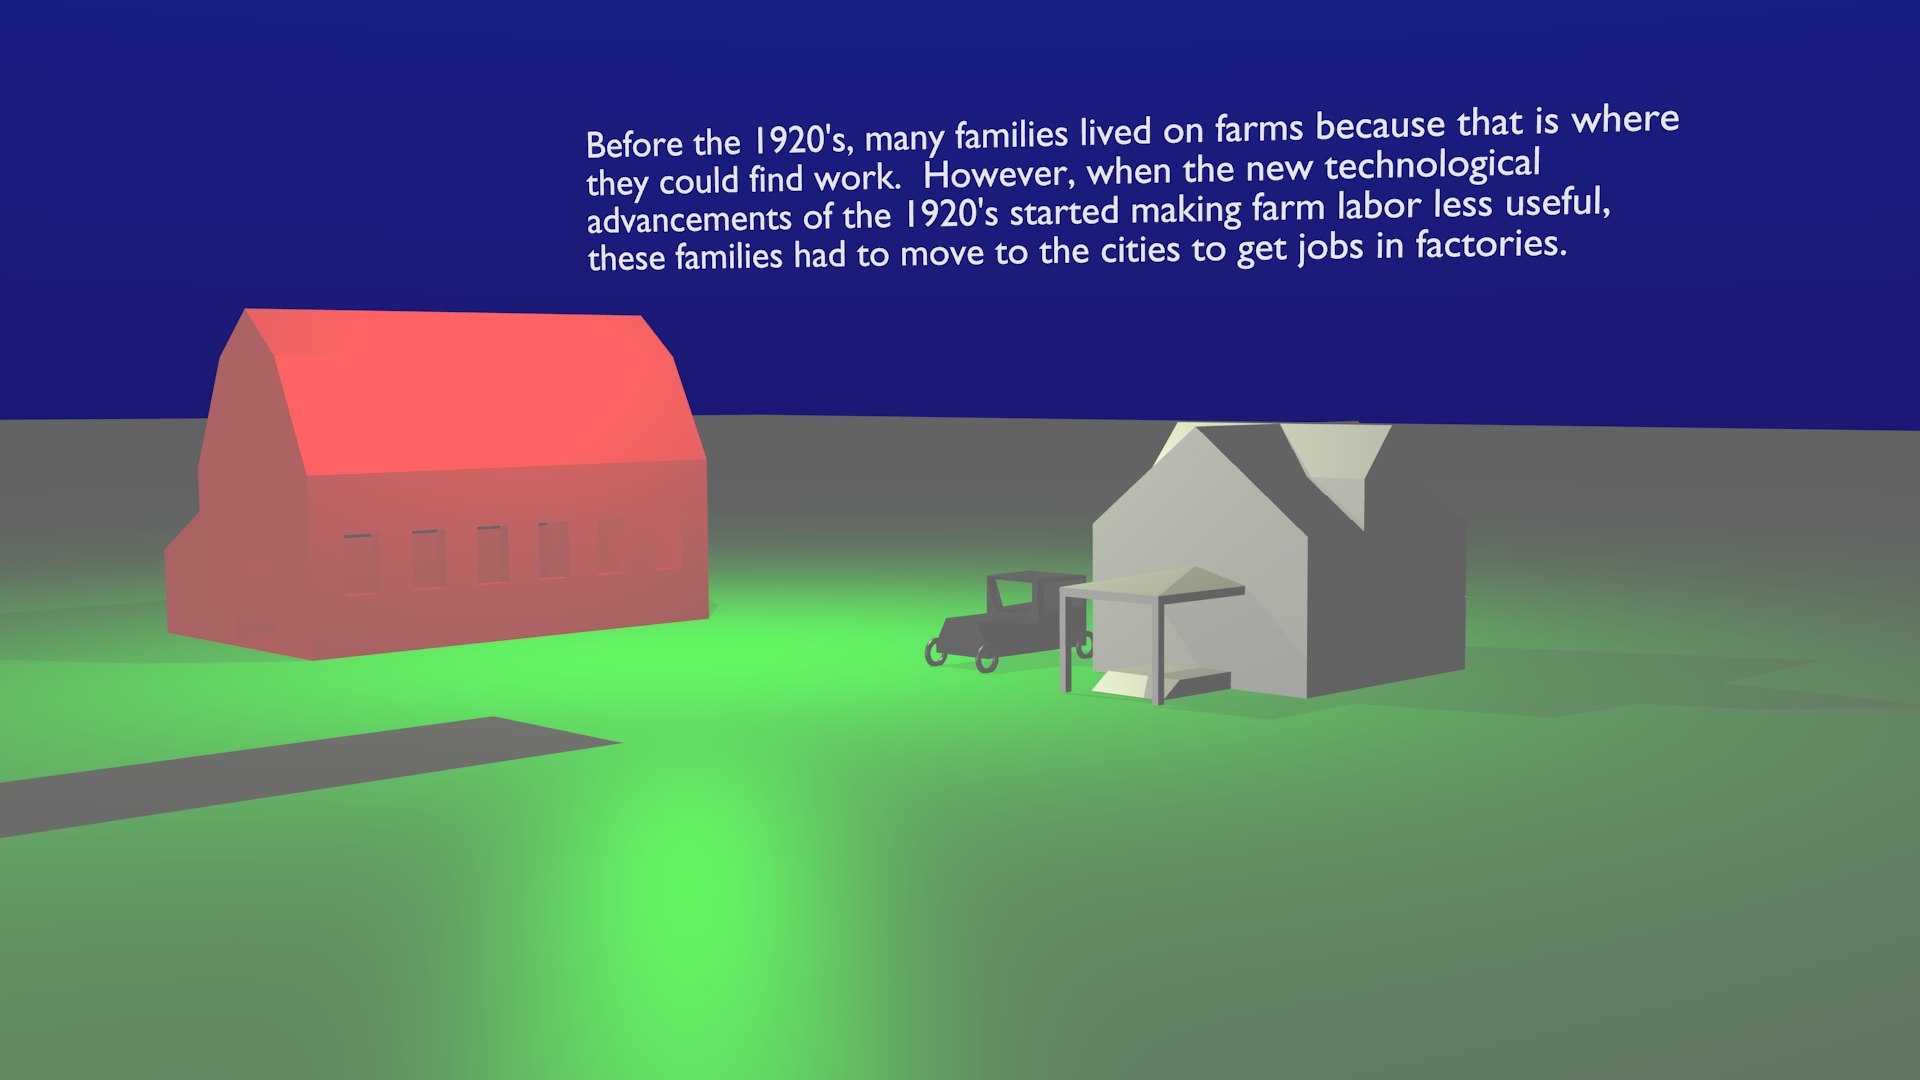 Before the 1920's, many families lived on farms because that is where
they could find work.  However, when the new technological
advancements of the 1920's started making farm labor less useful,
these families had to move to the cities to get jobs in factories.